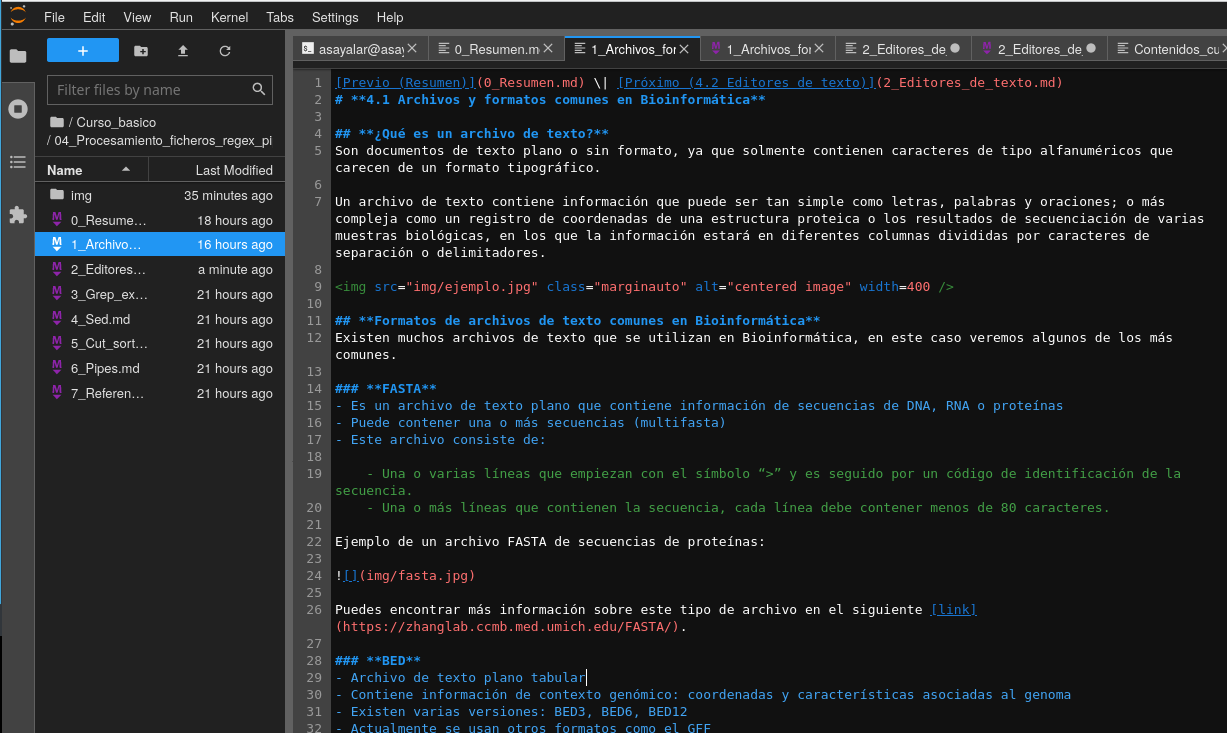 File Edit View Run Kernel Tabs Settings Help
+
Filter files by name
/ Curso_basico
/ 04_Procesamiento_ficheros_regex_pi
Name Last Modified
img 35 minutes ago
0_Resume… 18 hours ago
1_Archivo… 16 hours ago
2_Editores… a minute ago
3_Grep_ex… 21 hours ago
4_Sed.md 21 hours ago
5_Cut_sort… 21 hours ago
6_Pipes.md 21 hours ago
7_Referen… 21 hours ago
asayalar@asay 0_Resumen.m 1_Archivos_for 1_Archivos_for 2_Editores_de_ 2_Editores_de_ Contenidos_cu
1 [Previo (Resumen)](0_Resumen.md) \| [Próximo (4.2 Editores de texto)](2_Editores_de_texto.md)
2 # **4.1 Archivos y formatos comunes en Bioinformática**
3
4 ## **¿Qué es un archivo de texto?**
5 Son documentos de texto plano o sin formato, ya que solmente contienen caracteres de tipo alfanuméricos que
carecen de un formato tipográfico.
6
7 Un archivo de texto contiene información que puede ser tan simple como letras, palabras y oraciones; o más
compleja como un registro de coordenadas de una estructura proteica o los resultados de secuenciación de varias
muestras biológicas, en los que la información estará en diferentes columnas divididas por caracteres de
separación o delimitadores.
8
9 <img src="img/ejemplo.jpg" class="marginauto" alt="centered image" width=400 />
10
11 ## **Formatos de archivos de texto comunes en Bioinformática**
12 Existen muchos archivos de texto que se utilizan en Bioinformática, en este caso veremos algunos de los más
comunes.
13
14 ### **FASTA**
15 - Es un archivo de texto plano que contiene información de secuencias de DNA, RNA o proteínas
16 - Puede contener una o más secuencias (multifasta)
17 - Este archivo consiste de:
18
19 - Una o varias líneas que empiezan con el símbolo “>” y es seguido por un código de identificación de la
secuencia.
20 - Una o más líneas que contienen la secuencia, cada línea debe contener menos de 80 caracteres.
21
22 Ejemplo de un archivo FASTA de secuencias de proteínas:
23
24 ![](img/fasta.jpg)
25
26 Puedes encontrar más información sobre este tipo de archivo en el siguiente [link]
(https://zhanglab.ccmb.med.umich.edu/FASTA/).
27
28 ### **BED**
29 - Archivo de texto plano tabular
30 - Contiene información de contexto genómico: coordenadas y características asociadas al genoma
31 - Existen varias versiones: BED3, BED6, BED12
32 - Actualmente se usan otros formatos como el GFF